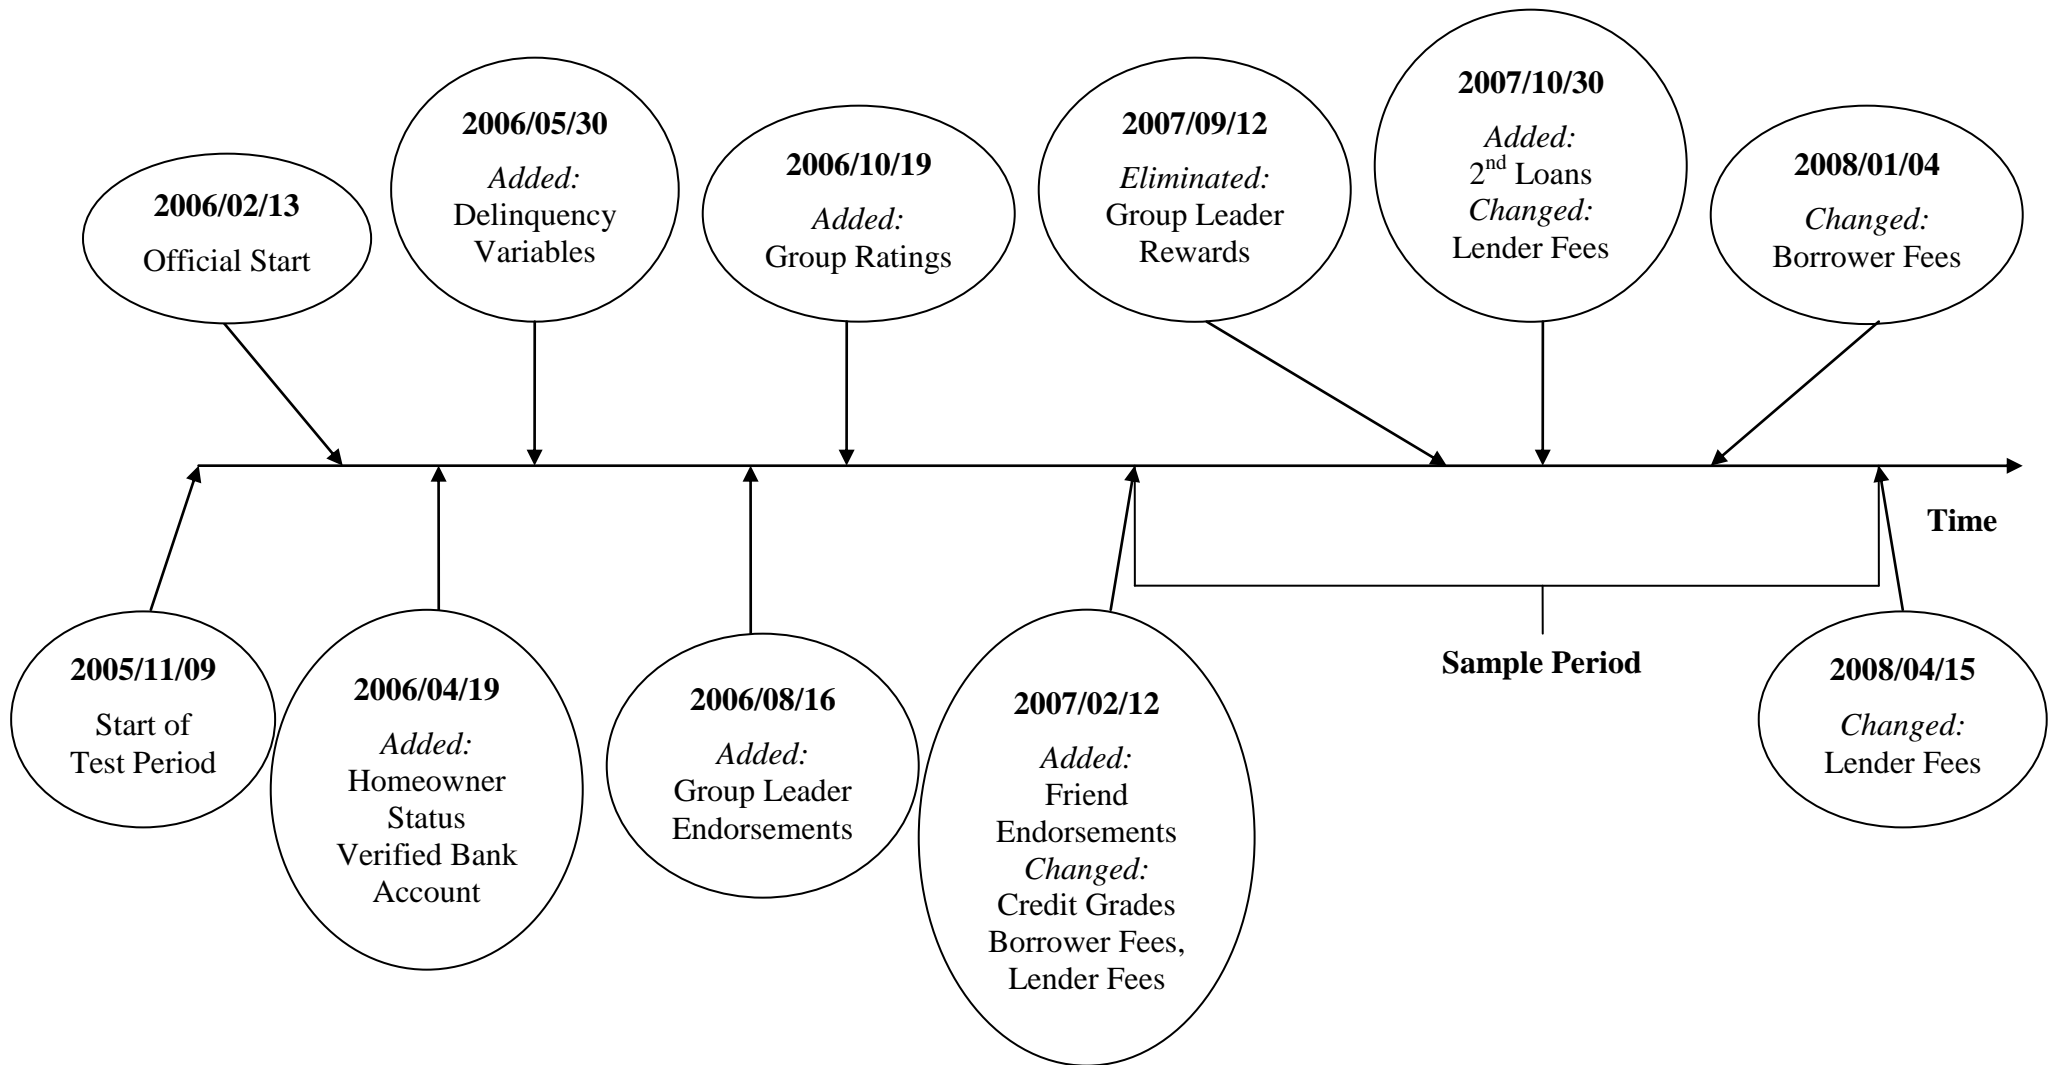 2006/02/13
Official Start
2006/05/30
Added:
Delinquency
Variables
2006/10/19
Added:
Group Ratings
2007/09/12
Eliminated:
Group Leader
Rewards
2007/10/30
Added:
2nd Loans
Changed:
Lender Fees
2008/01/04
Changed:
Borrower Fees
Time
2005/11/09
Start of
Test Period
2006/04/19
Added:
Homeowner
Status
Verified Bank
Account
2006/08/16
Added:
Group Leader
Endorsements
2007/02/12
Added:
Friend
Endorsements
Changed:
Credit Grades
Borrower Fees,
Lender Fees
Sample Period
2008/04/15
Changed:
Lender Fees